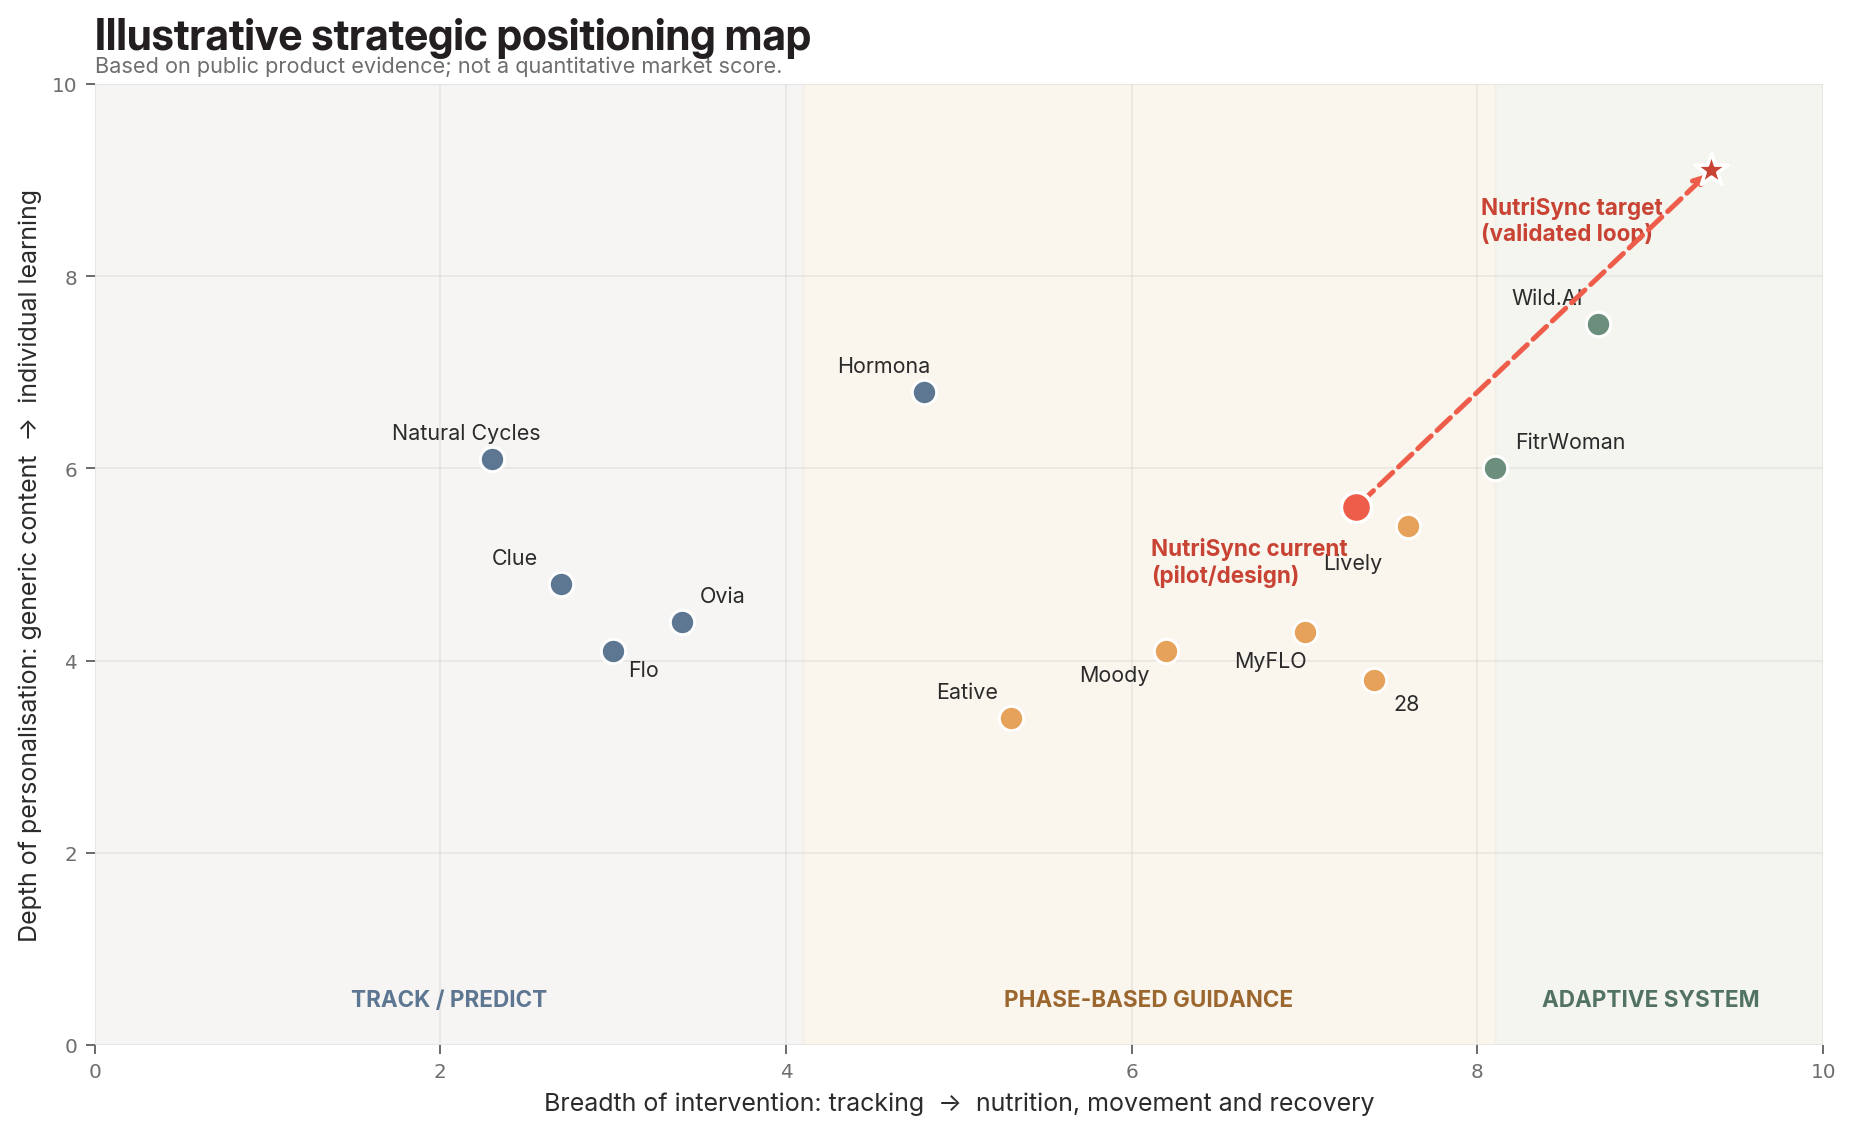 Illustrative strategic positioning map
Based on public product evidence; not a quantitative market score.
Depth of personalisation: generic content → individual learning
10
8
6
4
2
0
NutriSync target
(validated loop)
Wild.AI
Hormona
Natural Cycles
FitrWoman
NutriSync current
(pilot/design)
Lively
Clue
Ovia
Flo
Moody
MyFLO
Eative
28
TRACK / PREDICT
PHASE-BASED GUIDANCE
ADAPTIVE SYSTEM
0
2
4
6
8
10
Breadth of intervention: tracking → nutrition, movement and recovery